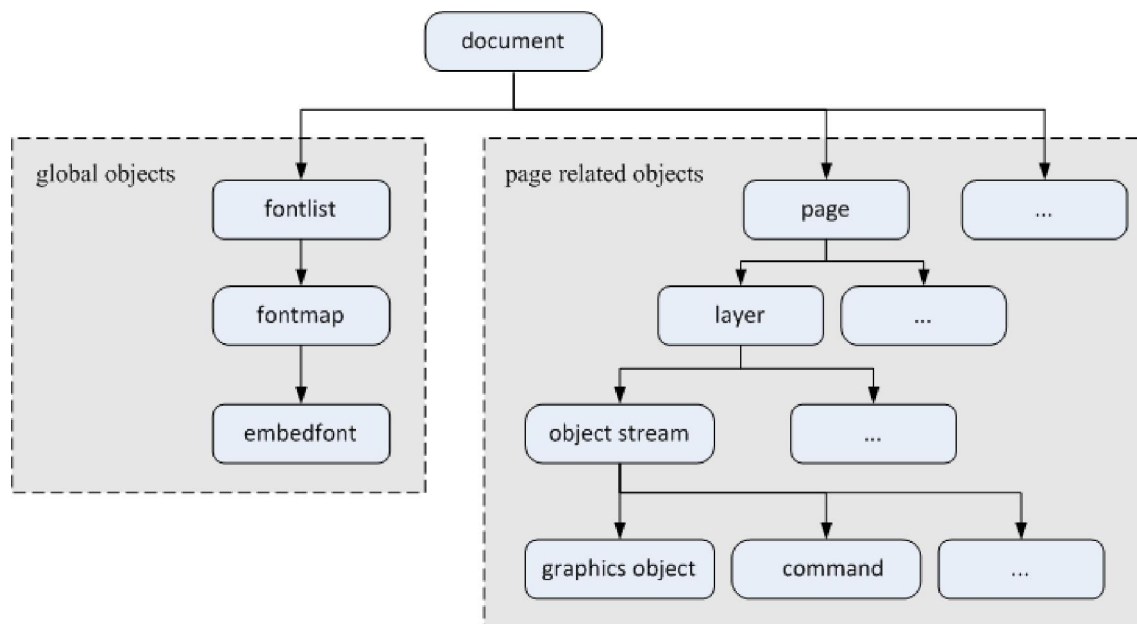 document
global objects
page related objects
fontlist
page
...
fontmap
layer
...
embedfont
object stream
...
graphics object
command
...